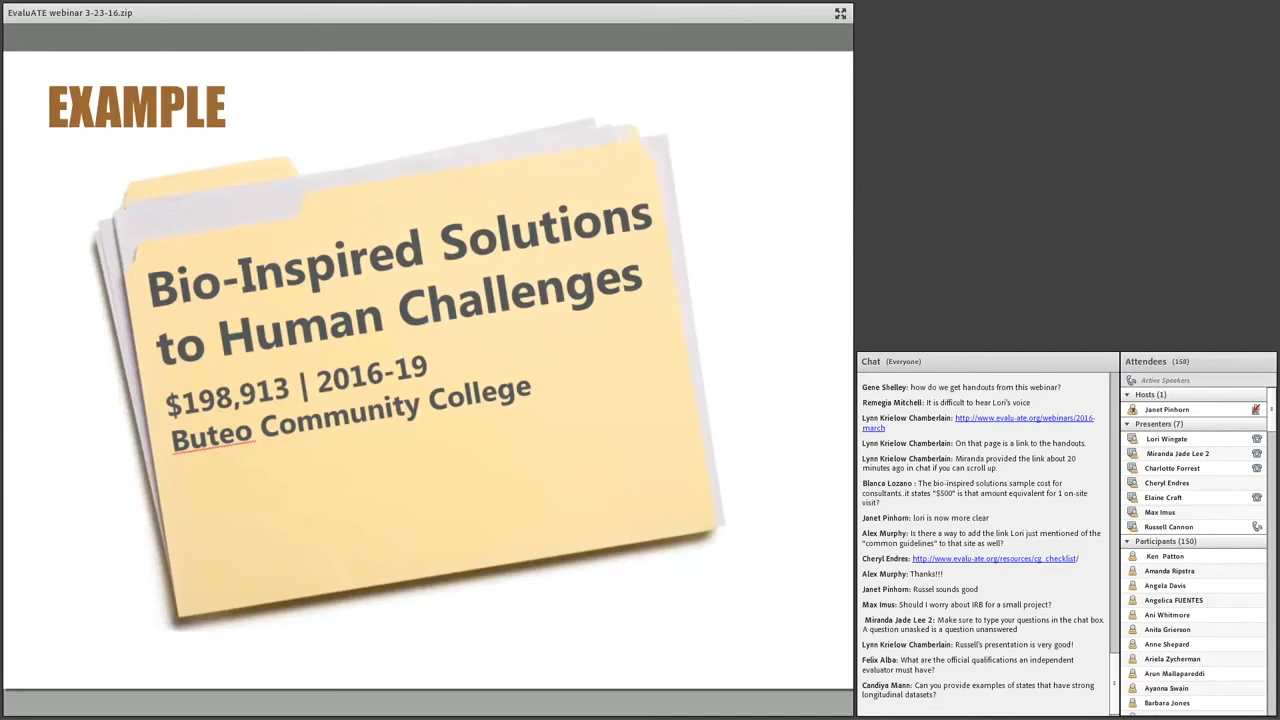 EvaluATE webinar 3-23-16.zip
EXAMPLE
Bio-Inspired Solutions
to Human Challenges
$198,913 | 2016-19
Buteo Community College
Chat (Everyone)
Gene Shelley: how do we get handouts from this webinar?
Remegia Mitchell: It is difficult to hear Lori's voice
Lynn Krielow Chamberlain: http://www.evalu-ate.org/webinars/2016-
march
Lynn Krielow Chamberlain: On that page is a link to the handouts.
Lynn Krielow Chamberlain: Miranda provided the link about 20
minutes ago in chat if you can scroll up.
Blanca Lozano : The bio-inspired solutions sample cost for
consultants..it states "$500" is that amount equivalent for 1 on-site
visit?
Janet Pinhorn: lori is now more clear
Alex Murphy: Is there a way to add the link Lori just mentioned of the
"common guidelines" to that site as well?
Cheryl Endres: http://www.evalu-ate.org/resources/cg_checklist/
Alex Murphy: Thanks!!!
Janet Pinhorn: Russel sounds good
Max Imus: Should I worry about IRB for a small project?
Miranda Jade Lee 2: Make sure to type your questions in the chat box.
A question unasked is a question unanswered
Lynn Krielow Chamberlain: Russell's presentation is very good!
Felix Alba: What are the official qualifications an independent
evaluator must have?
Candiya Mann: Can you provide examples of states that have strong
longitudinal datasets?
Attendees (158)
Active Speakers
Hosts (1)
Janet Pinhorn
Presenters (7)
Lori Wingate
Miranda Jade Lee 2
Charlotte Forrest
Cheryl Endres
Elaine Craft
Max Imus
Russell Cannon
Participants (150)
Ken Patton
Amanda Ripstra
Angela Davis
Angelica FUENTES
Ani Whitmore
Anita Grierson
Anne Shepard
Ariela Zycherman
Arun Mallapareddi
Ayanna Swain
Barbara Jones